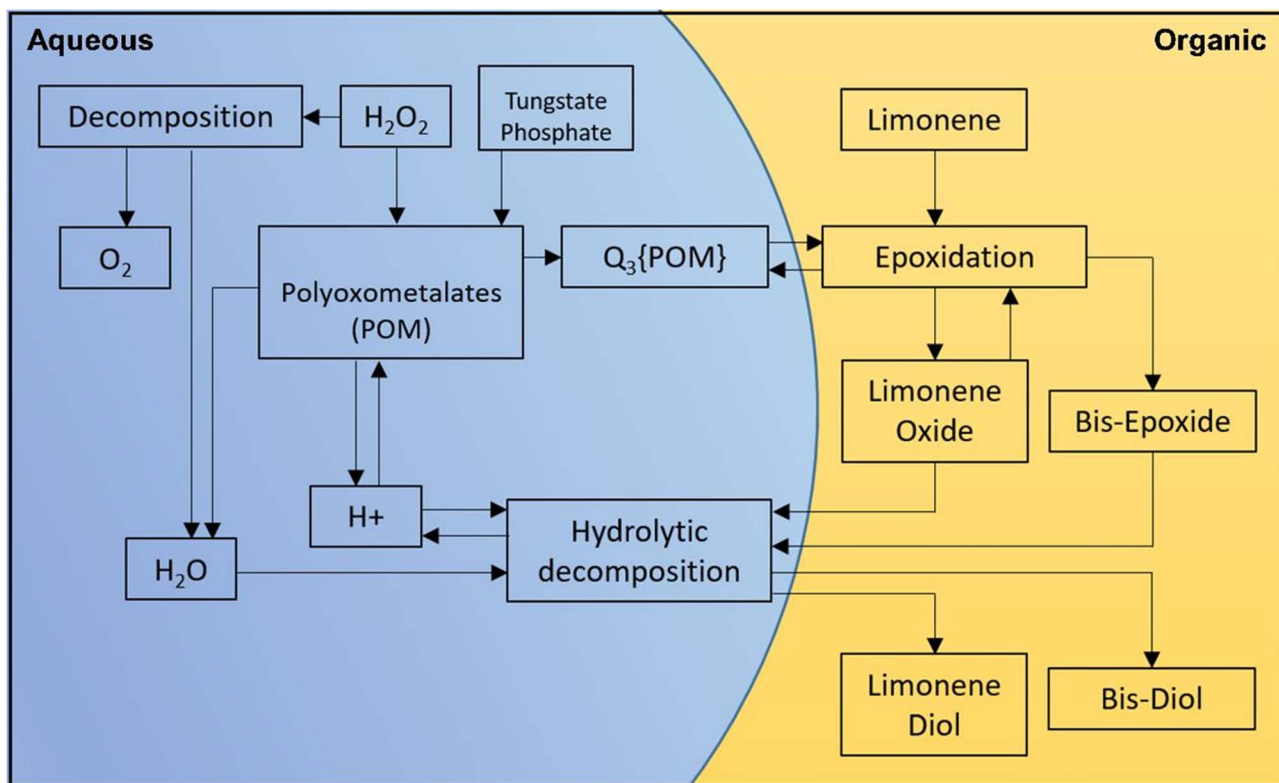 Aqueous
Organic
Decomposition
H₂O₂
Tungstate
Phosphate
Limonene
O₂
Polyoxometalates
(POM)
Q₃{POM}
Epoxidation
Limonene
Oxide
Bis-Epoxide
H+
Hydrolytic
decomposition
H₂O
Limonene
Diol
Bis-Diol